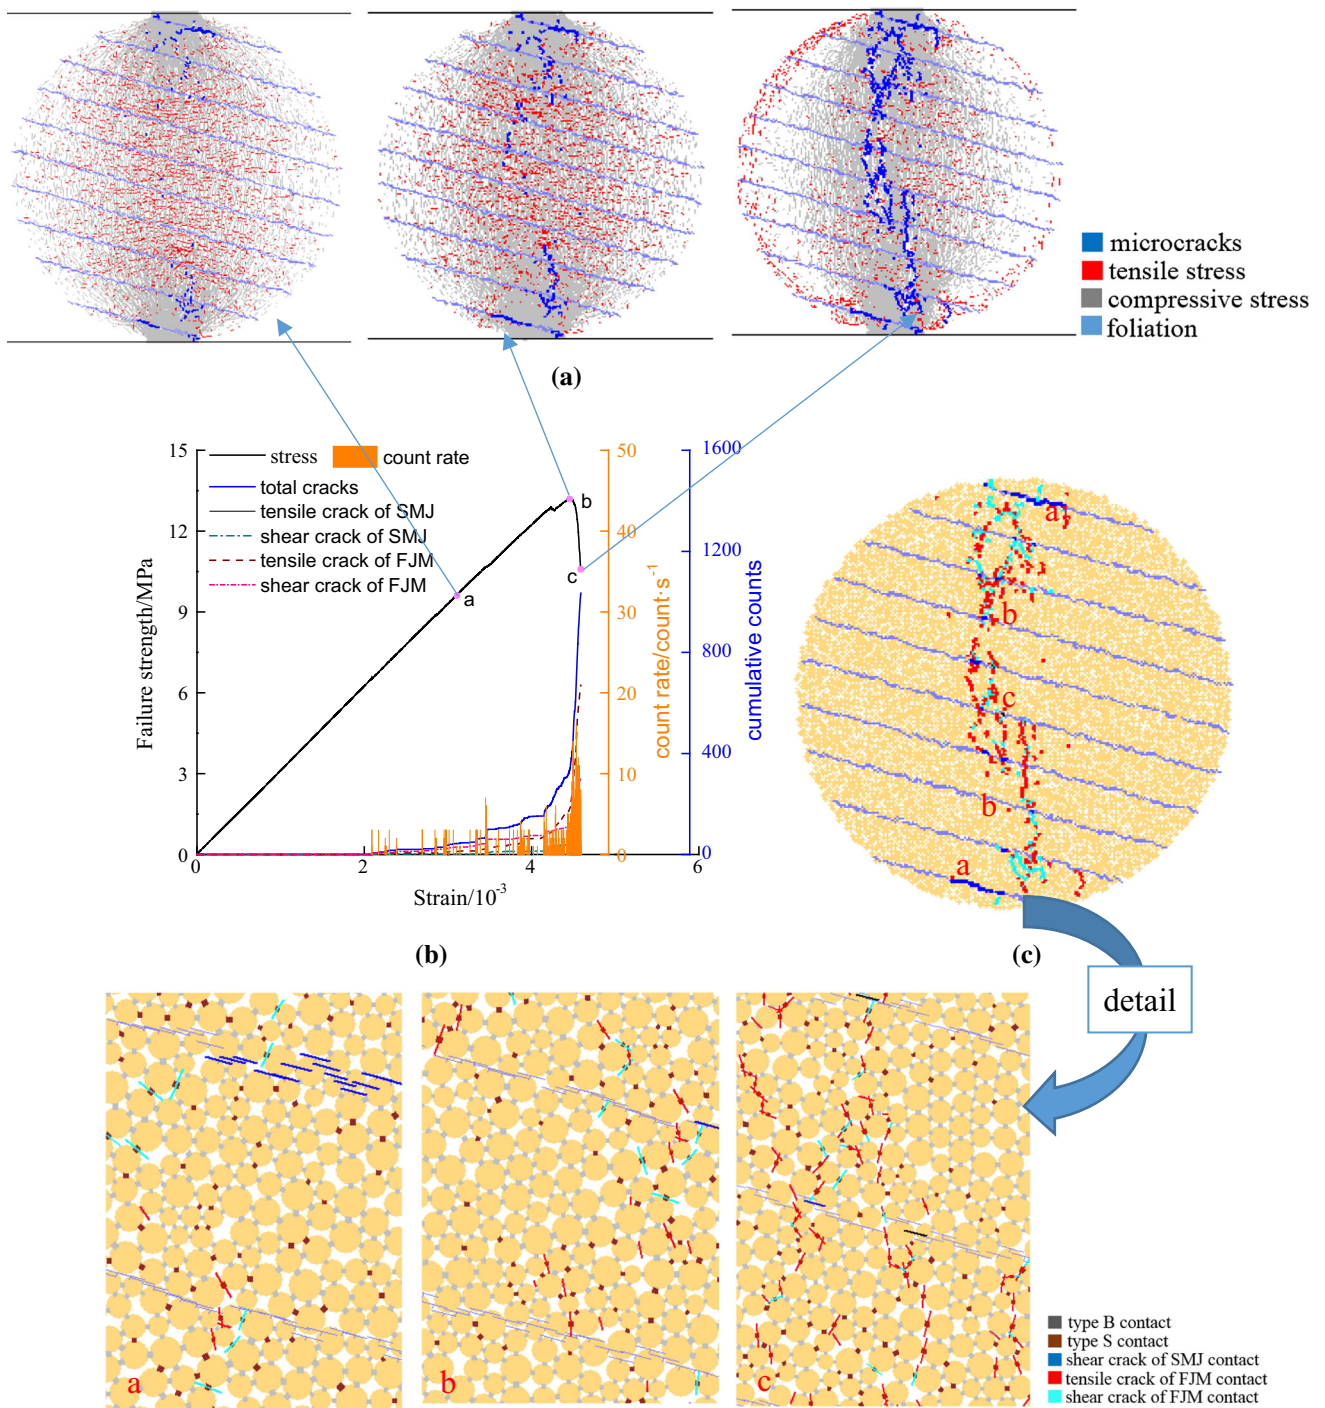 microcracks
tensile stress
compressive stress
foliation
(a)
15
12
9
6
3
0
0
2
4
6
Failure strength/MPa
Strain/10⁻³
stress
count rate
total cracks
tensile crack of SMJ
shear crack of SMJ
tensile crack of FJM
shear crack of FJM
a
b
c
50
40
30
20
10
0
count rate/count·s⁻¹
1600
1200
800
400
0
cumulative counts
(b)
a
b
c
b
a
(c)
detail
a
b
c
type B contact
type S contact
shear crack of SMJ contact
tensile crack of FJM contact
shear crack of FJM contact